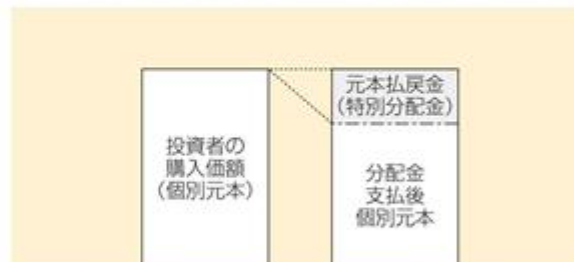 投資者の
購入価額
（個別元本）
元本払戻金
（特別分配金）
分配金
支払後
個別元本